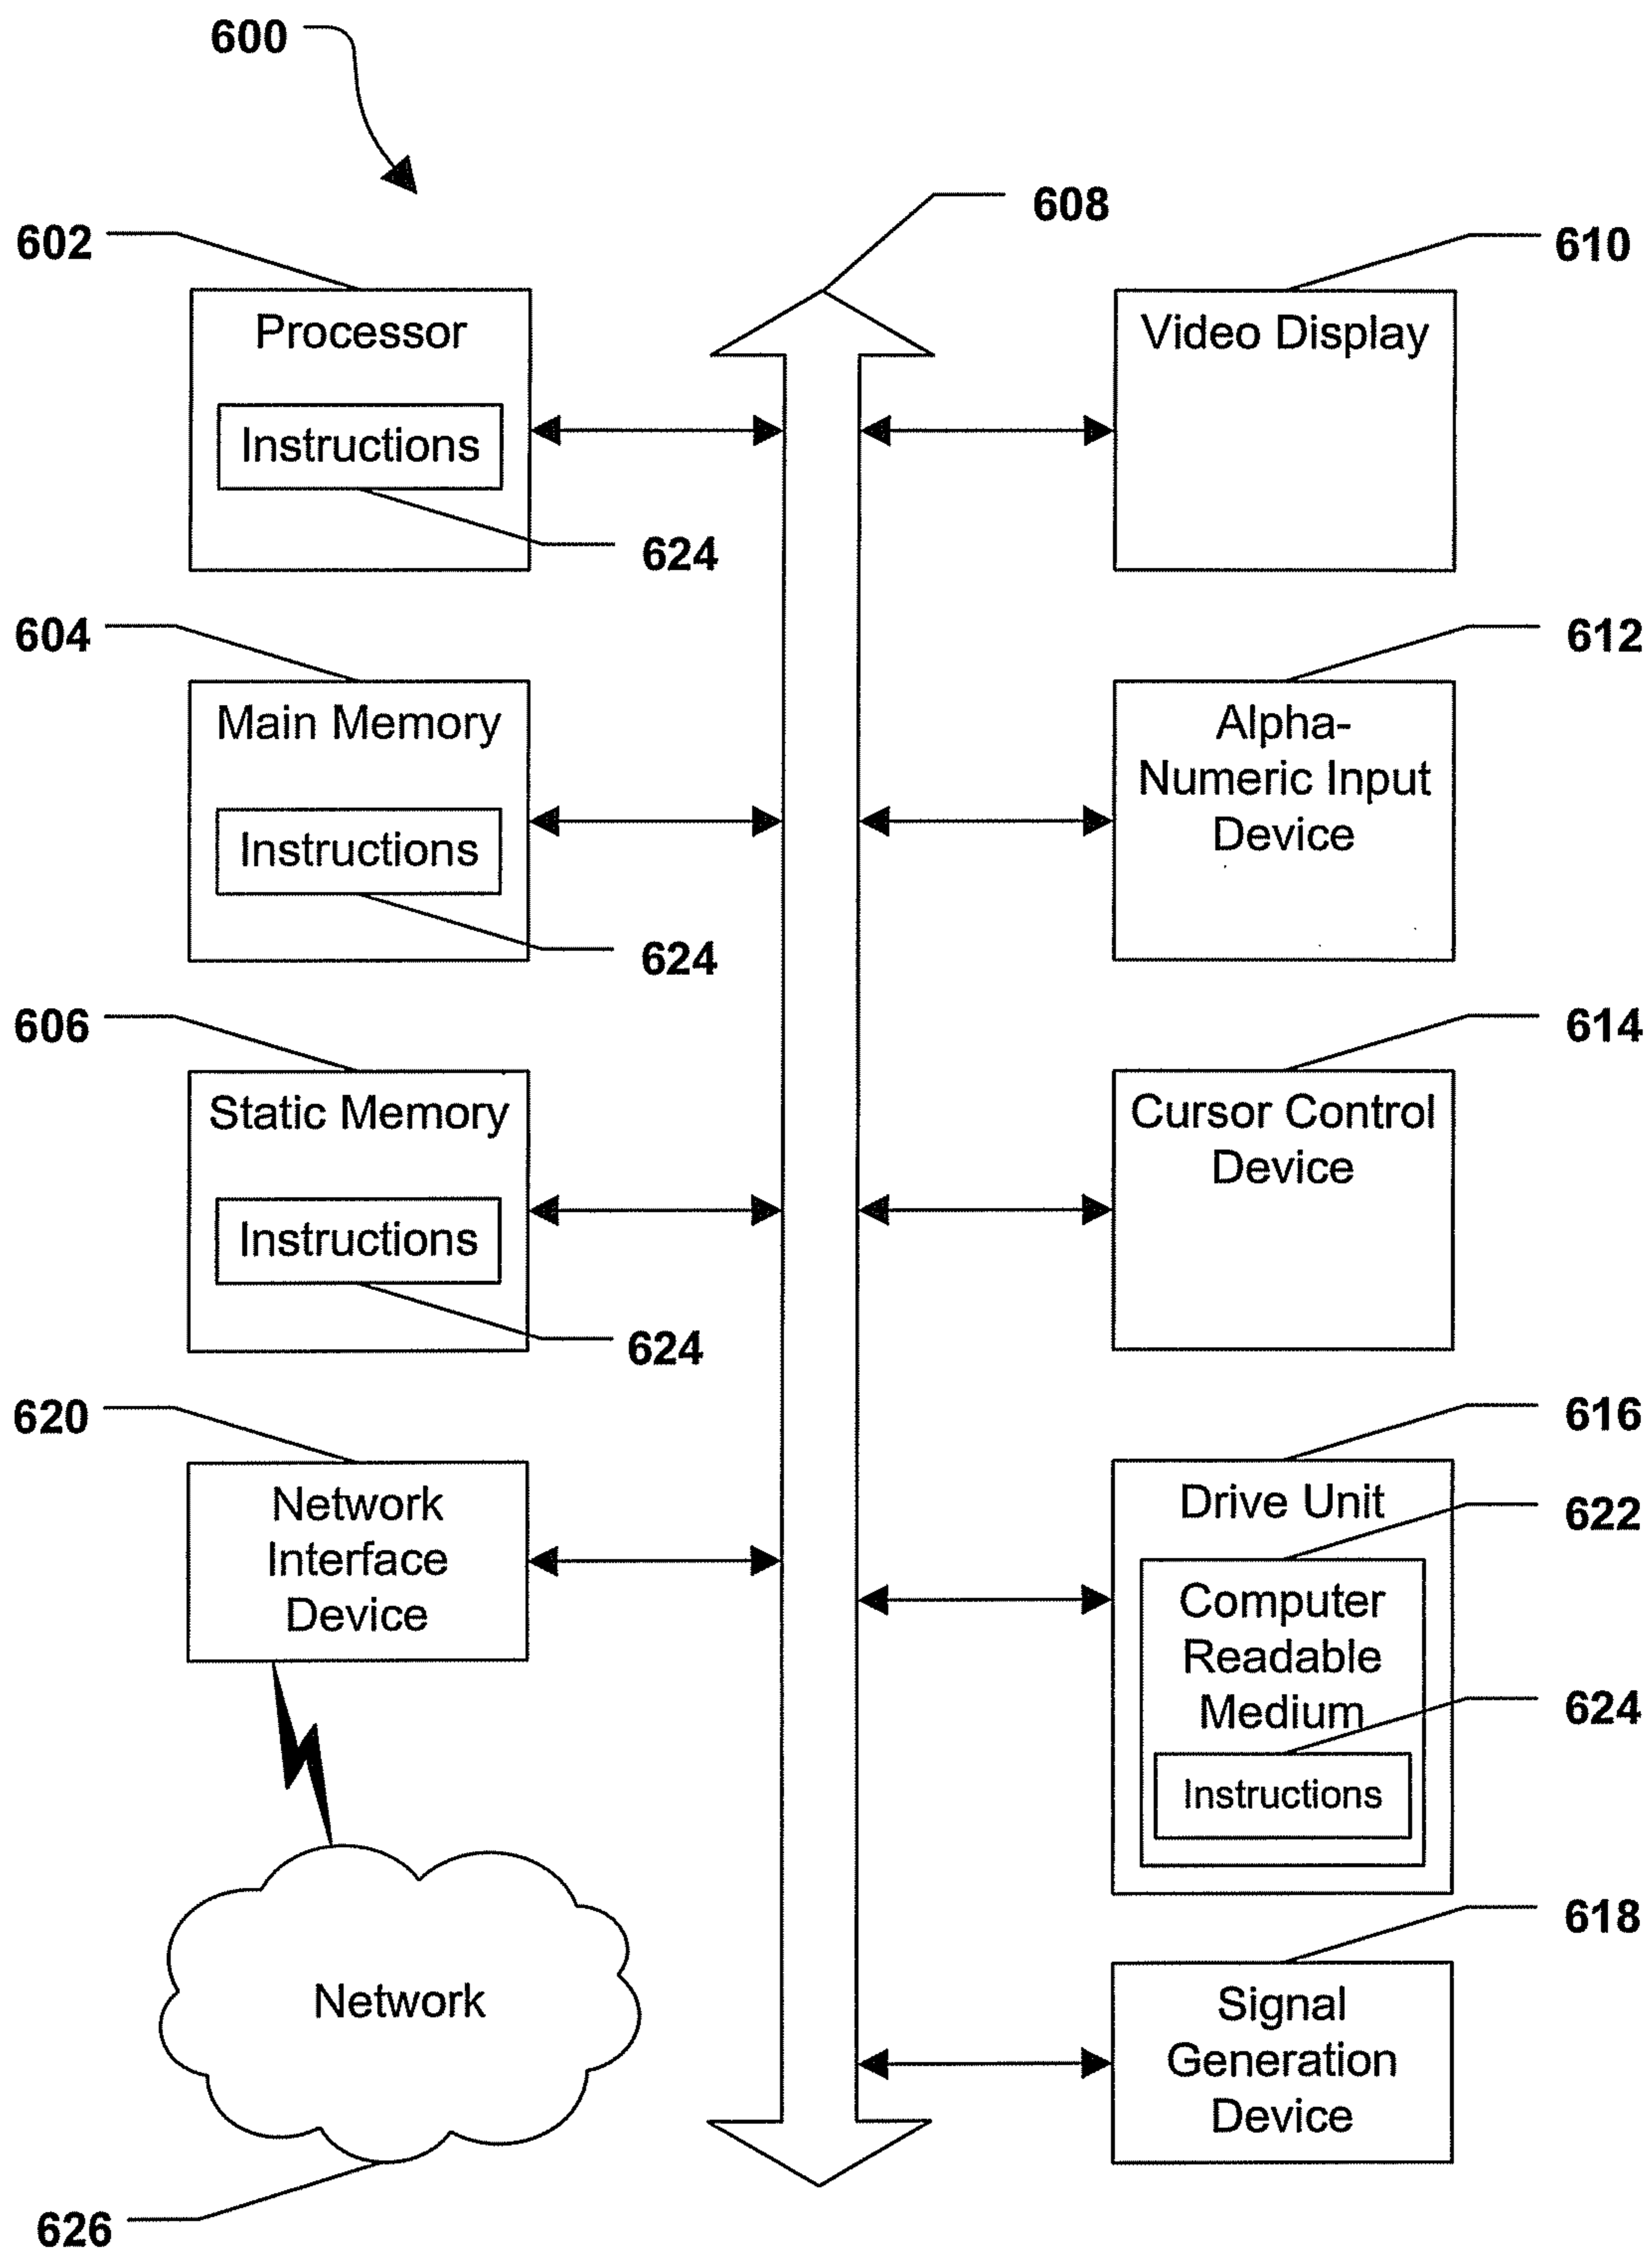 600
608
602
610
Processor
Video Display
Instructions
624
604
612
Main Memory
Alpha-
Numeric Input
Device
Instructions
624
606
614
Static Memory
Cursor Control
Device
Instructions
624
620
616
Network
Interface
Device
Drive Unit
622
Computer
Readable
Medium
624
Instructions
618
Network
Signal
Generation
Device
626